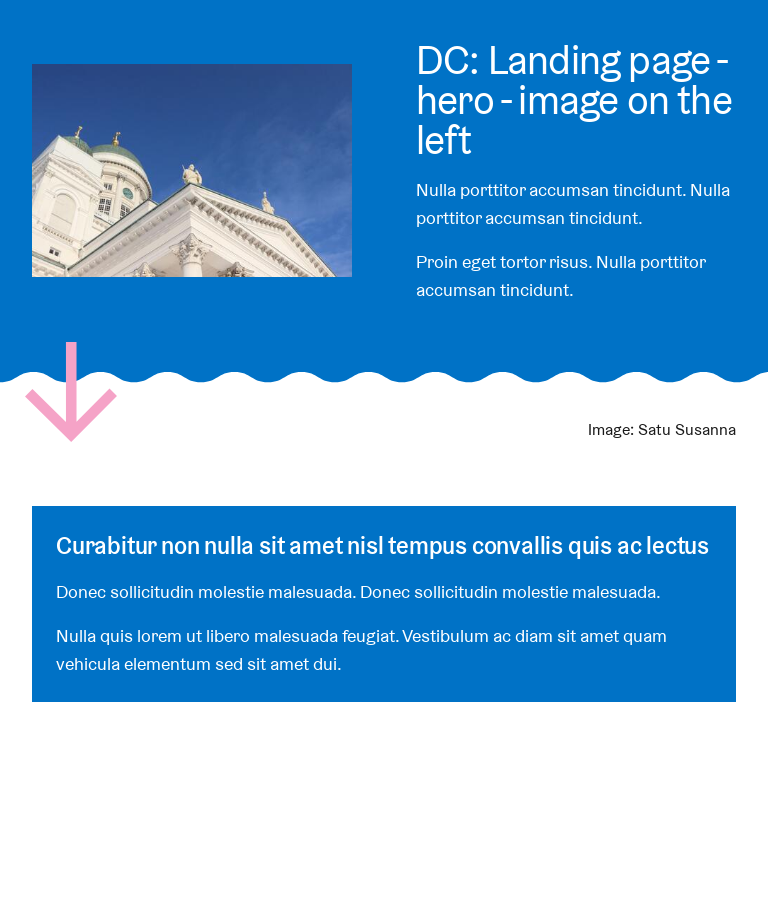 DC: Landing page -
hero - image on the
left
Nulla porttitor accumsan tincidunt. Nulla
porttitor accumsan tincidunt.
Proin eget tortor risus. Nulla porttitor
accumsan tincidunt.
Image: Satu Susanna
Curabitur non nulla sit amet nisl tempus convallis quis ac lectus
Donec sollicitudin molestie malesuada. Donec sollicitudin molestie malesuada.
Nulla quis lorem ut libero malesuada feugiat. Vestibulum ac diam sit amet quam
vehicula elementum sed sit amet dui.